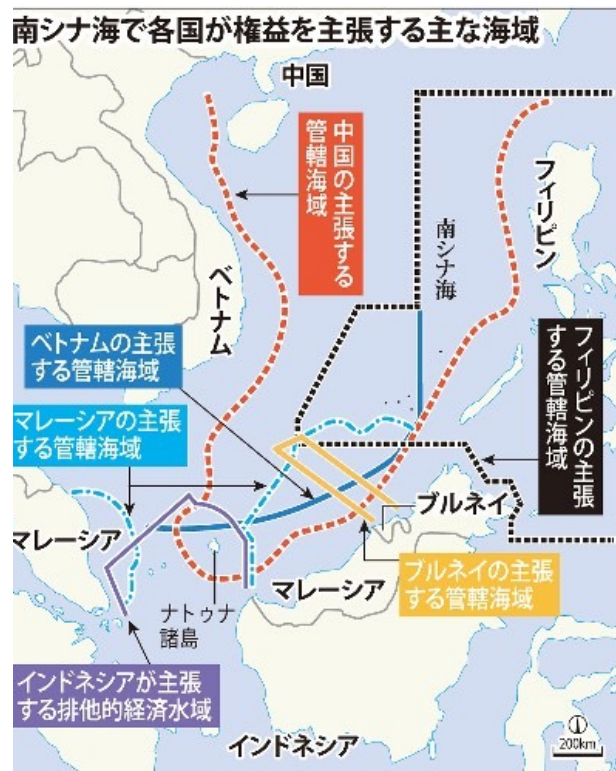 南シナ海で各国が権益を主張する主な海域
中国
中国の主張する
管轄海域
フィリピン
南シナ海
ベトナム
ベトナムの主張
する管轄海域
フィリピンの主張
する管轄海域
マレーシアの主張
する管轄海域
ブルネイ
マレーシア
マレーシア
ブルネイの主張
する管轄海域
ナトゥナ
諸島
インドネシアが主張
する排他的経済水域
インドネシア
200km